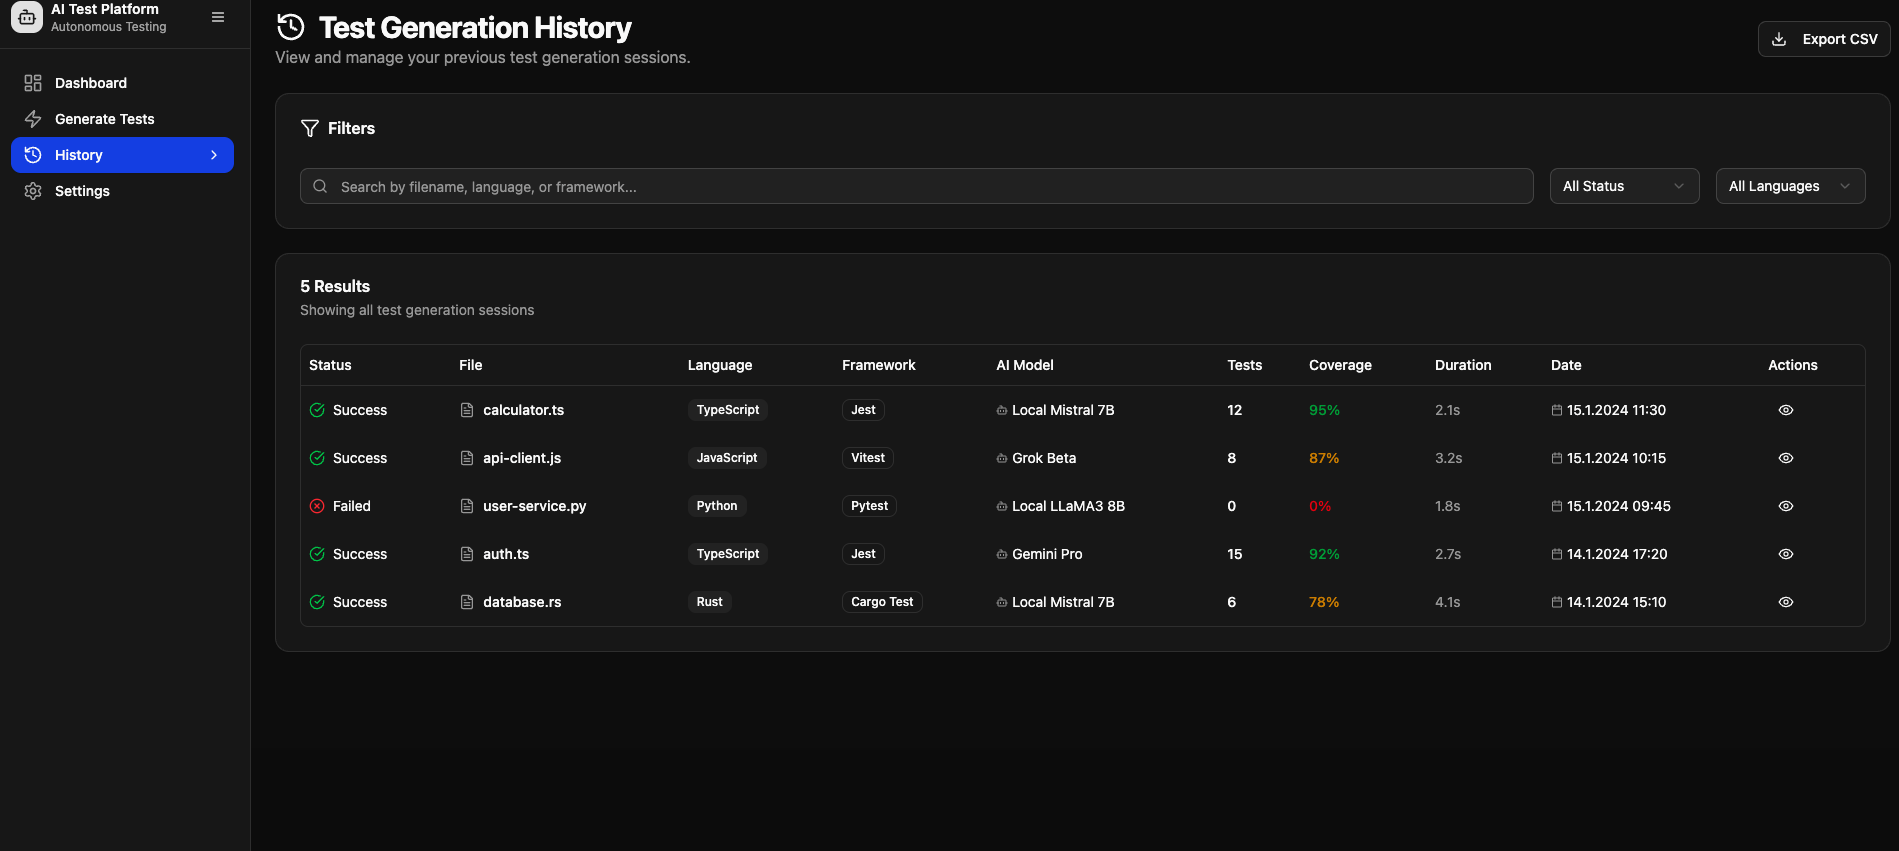 AI Test Platform
Autonomous Testing
Dashboard
Generate Tests
History
Settings
Test Generation History
View and manage your previous test generation sessions.
Export CSV
Filters
Search by filename, language, or framework...
All Status
All Languages
5 Results
Showing all test generation sessions
Status File Language Framework AI Model Tests Coverage Duration Date Actions
Success calculator.ts TypeScript Jest Local Mistral 7B 12 95% 2.1s 15.1.2024 11:30
Success api-client.js JavaScript Vitest Grok Beta 8 87% 3.2s 15.1.2024 10:15
Failed user-service.py Python Pytest Local LLaMA3 8B 0 0% 1.8s 15.1.2024 09:45
Success auth.ts TypeScript Jest Gemini Pro 15 92% 2.7s 14.1.2024 17:20
Success database.rs Rust Cargo Test Local Mistral 7B 6 78% 4.1s 14.1.2024 15:10